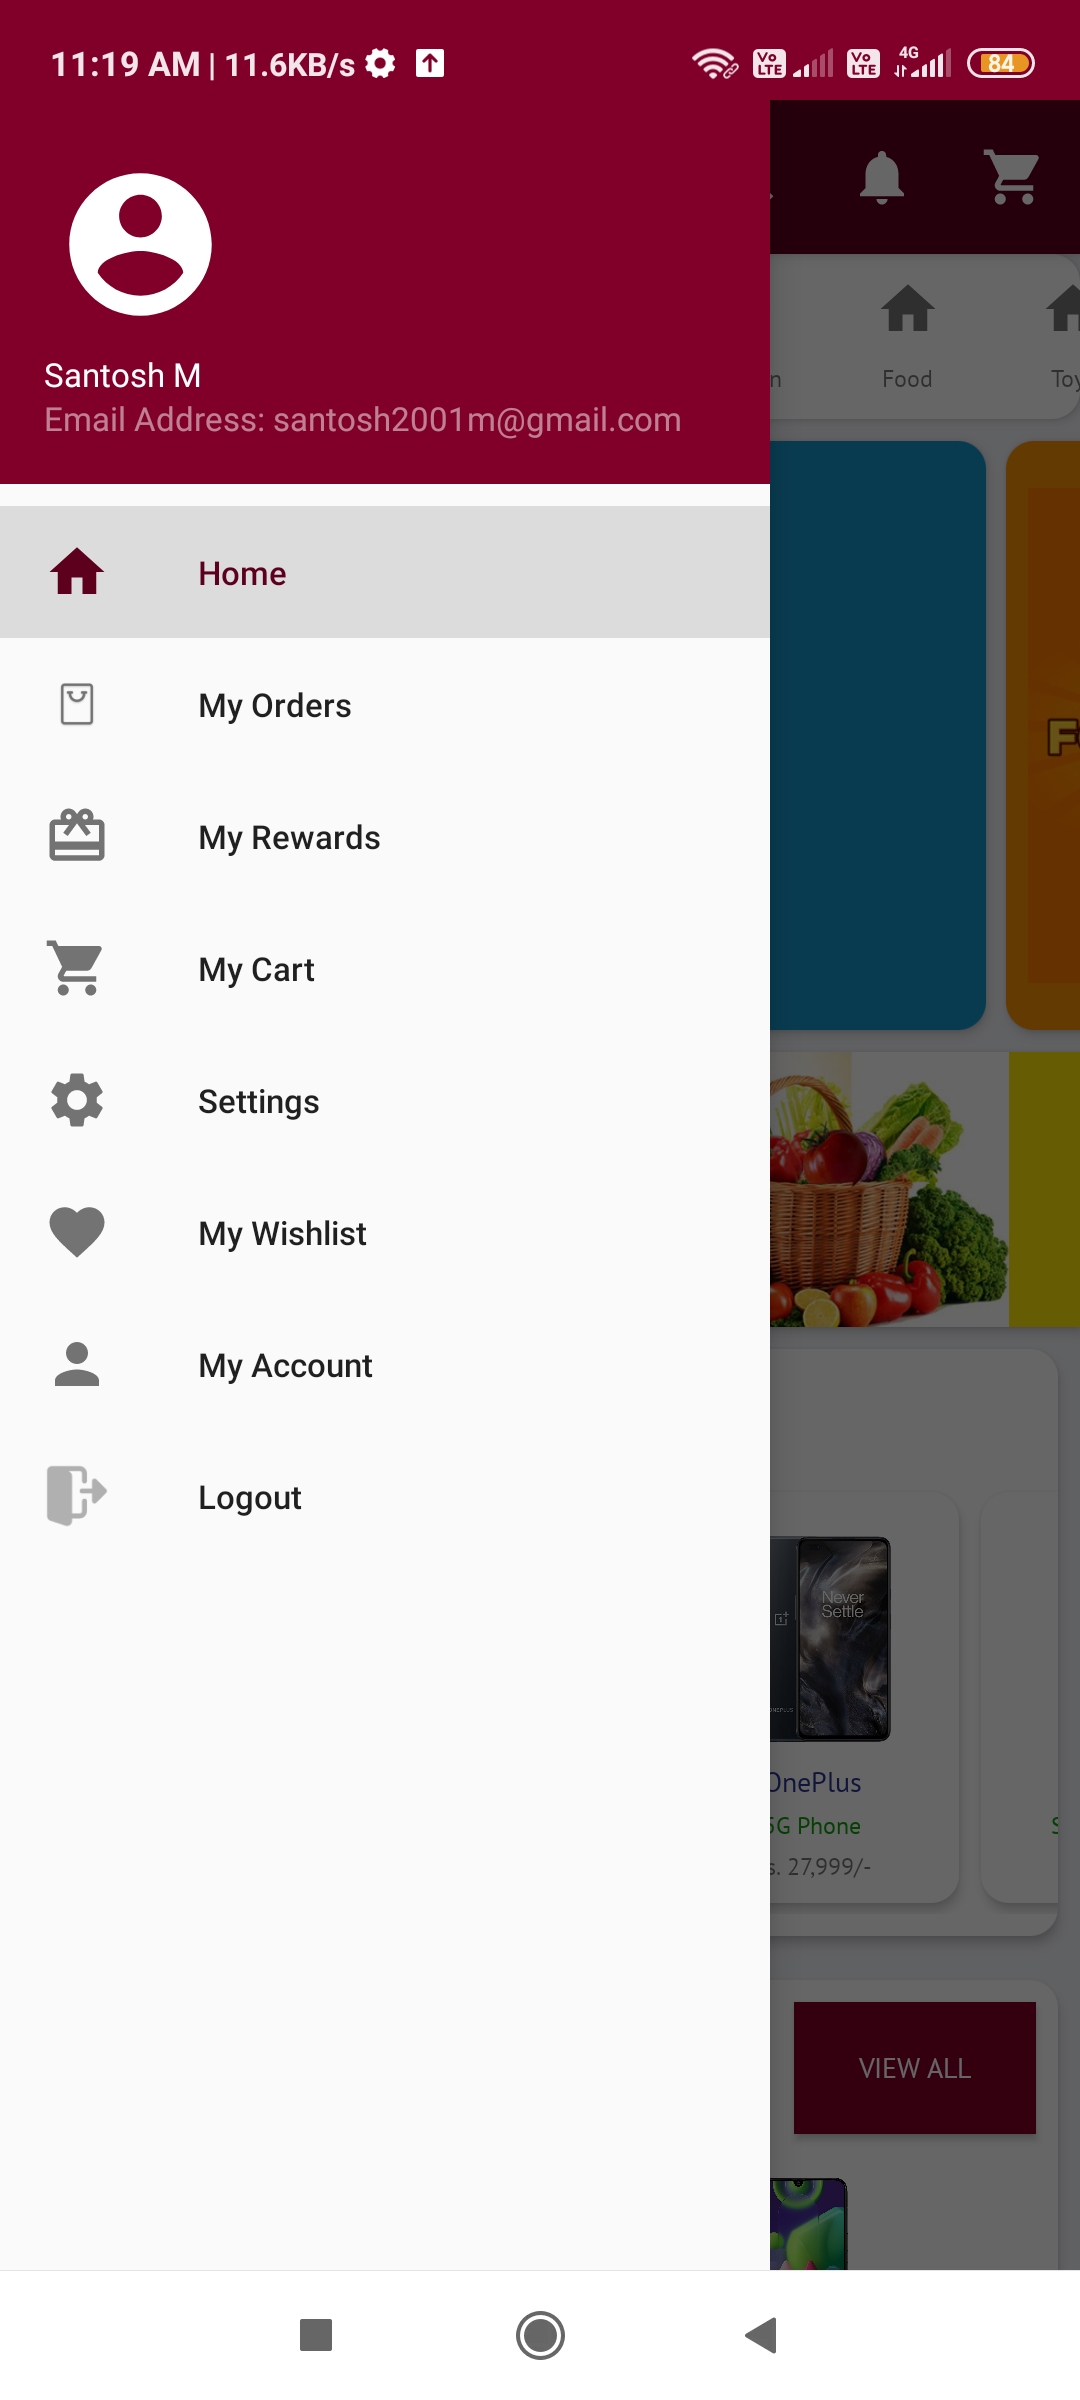 11:19 AM | 11.6KB/s
Vo LTE
Vo LTE
4G
84
Santosh M
Email Address: santosh2001m@gmail.com
Home
My Orders
My Rewards
My Cart
Settings
My Wishlist
My Account
Logout
Food
Never
Settle
OnePlus
5G Phone
27,999/-
VIEW ALL